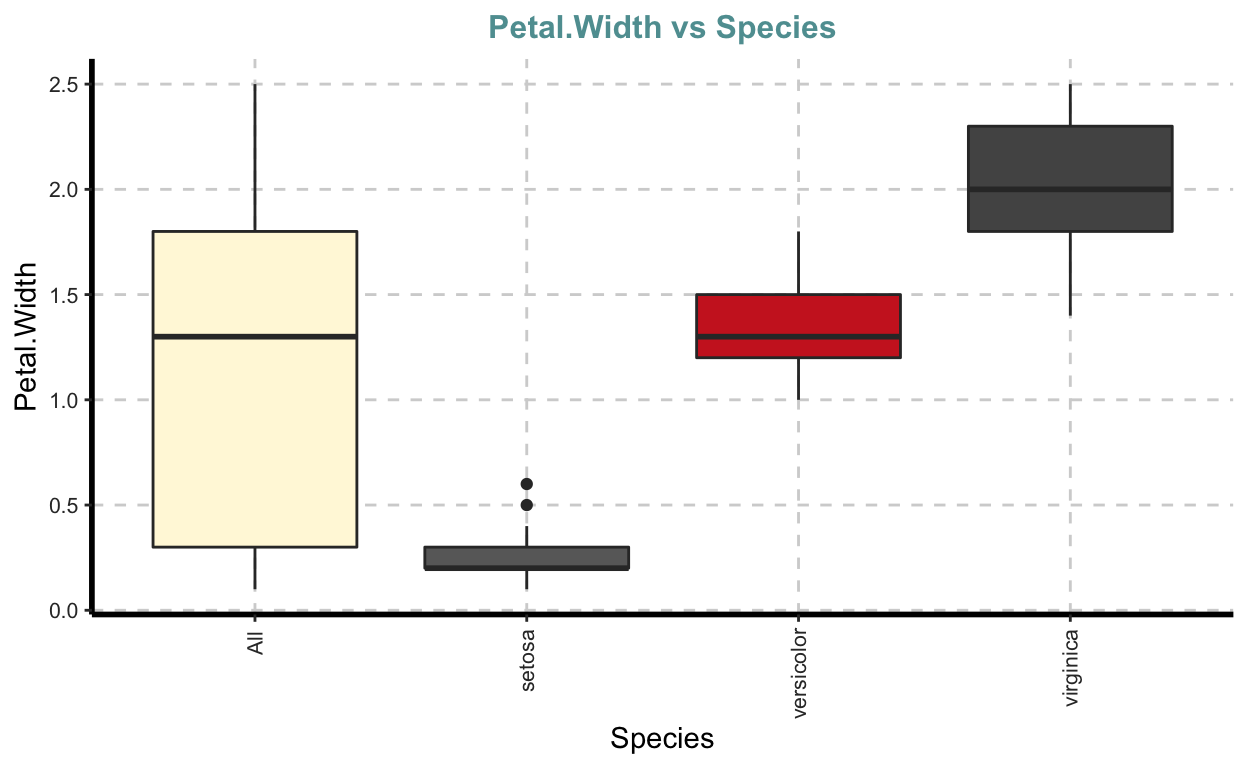 Petal.Width vs Species
Petal.Width
2.5
2.0
1.5
1.0
0.5
0.0
All
setosa
versicolor
virginica
Species